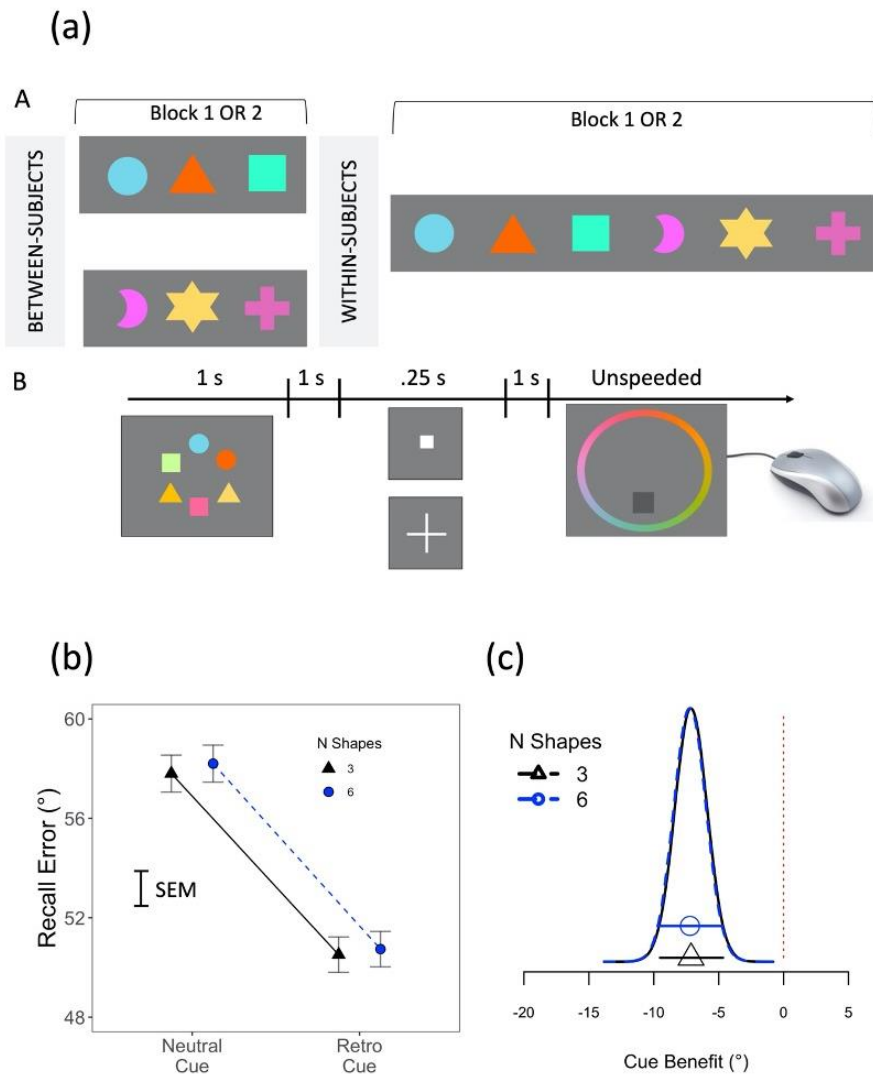 (a)
A
Block 1 OR 2
Block 1 OR 2
BETWEEN-SUBJECTS
WITHIN-SUBJECTS
B
1 s
1 s
.25 s
1 s
Unspeeded
(b)
(c)
60
56
52
48
Recall Error (°)
N Shapes
3
6
SEM
Neutral
Cue
Retro
Cue
N Shapes
3
6
-20
-15
-10
-5
0
5
Cue Benefit (°)